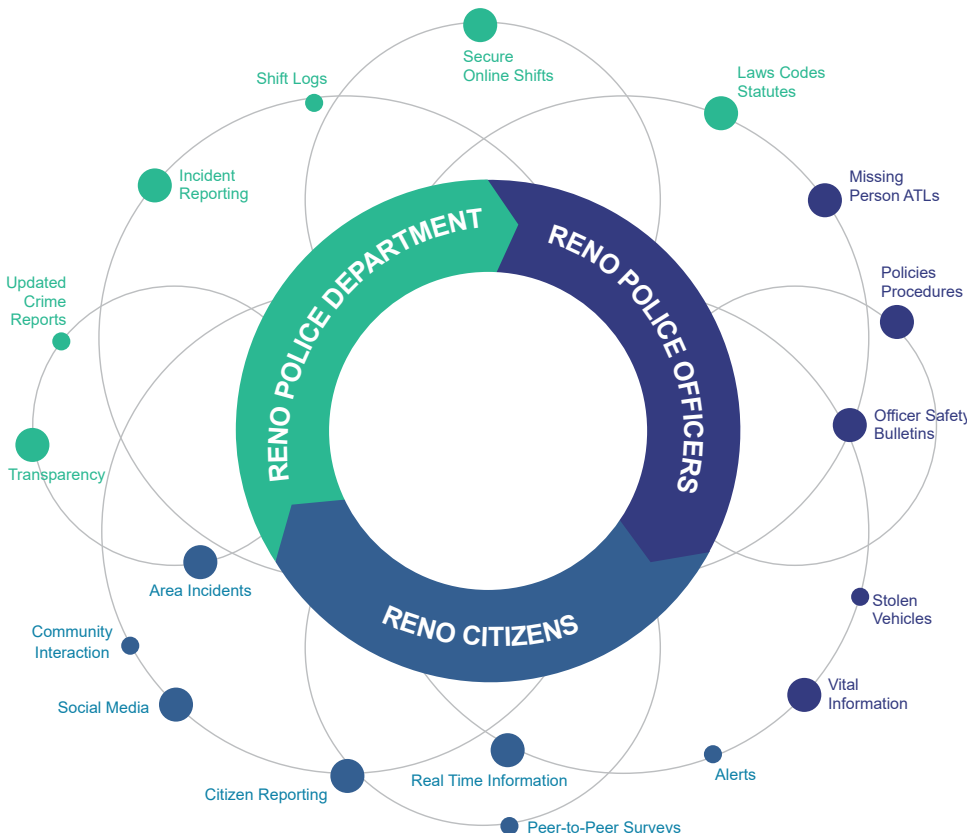 Secure
Online Shifts
Shift Logs
Laws Codes
Statutes
Incident
Reporting
Missing
Person ATLs
Updated
Crime
Reports
Policies
Procedures
RENO POLICE DEPARTMENT
RENO POLICE OFFICERS
Officer Safety
Bulletins
Transparency
Area Incidents
RENO CITIZENS
Stolen
Vehicles
Community
Interaction
Social Media
Vital
Information
Citizen Reporting
Real Time Information
Alerts
Peer-to-Peer Surveys